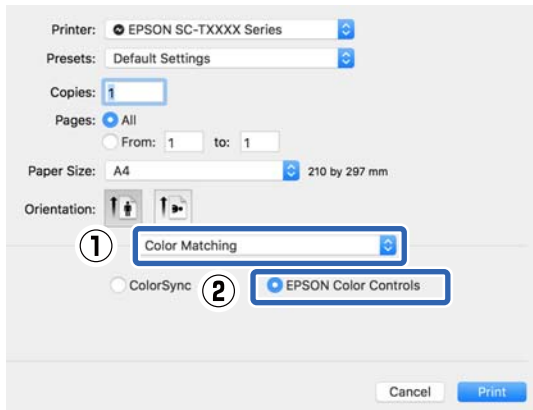 Printer: EPSON SC-TXXXX Series
Presets: Default Settings
Copies: 1
Pages: All
From: 1 to: 1
Paper Size: A4 210 by 297 mm
Orientation:
① Color Matching
ColorSync ② EPSON Color Controls
Cancel Print